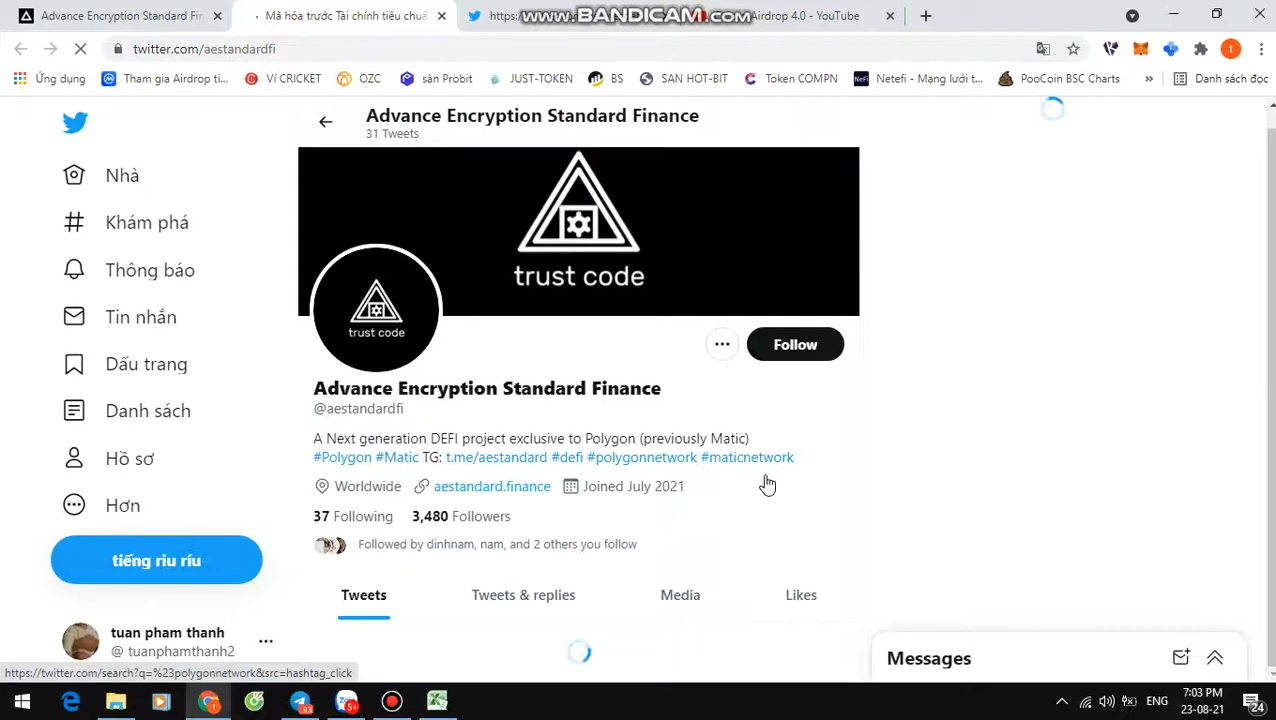 Advance Encryption Standard Fin
Mã hóa trước Tài chính tiêu chuẩ
https:/
www.BANDICAM.com
Airdrop 4.0 - YouTube
twitter.com/aestandardfi
Ứng dụng
Tham gia Airdrop ti...
Ví CRICKET
OZC
sàn Probit
JUST-TOKEN
BS
SAN HOT-BIT
Token COMPN
Netefi - Mạng lưới t...
PooCoin BSC Charts
»
Danh sách đọc
Advance Encryption Standard Finance
31 Tweets
Nhà
Khám phá
Thông báo
Tin nhắn
Dấu trang
Danh sách
Hồ sơ
Hơn
tiếng ríu ríu
tuan pham thanh
@ tuanphamthanh2
trust code
trust code
Follow
Advance Encryption Standard Finance
@aestandardfi
A Next generation DEFI project exclusive to Polygon (previously Matic)
#Polygon #Matic TG: t.me/aestandard #defi #polygonnetwork #maticnetwork
Worldwide aestandard.finance Joined July 2021
37 Following 3,480 Followers
Followed by dinhnam, nam, and 2 others you follow
Tweets Tweets & replies Media Likes
Messages
https://twitter.com/search?q=%23polygonnetwork&src=hashtag_click
93
5+
ENG
7:03 PM
23-08-21
24